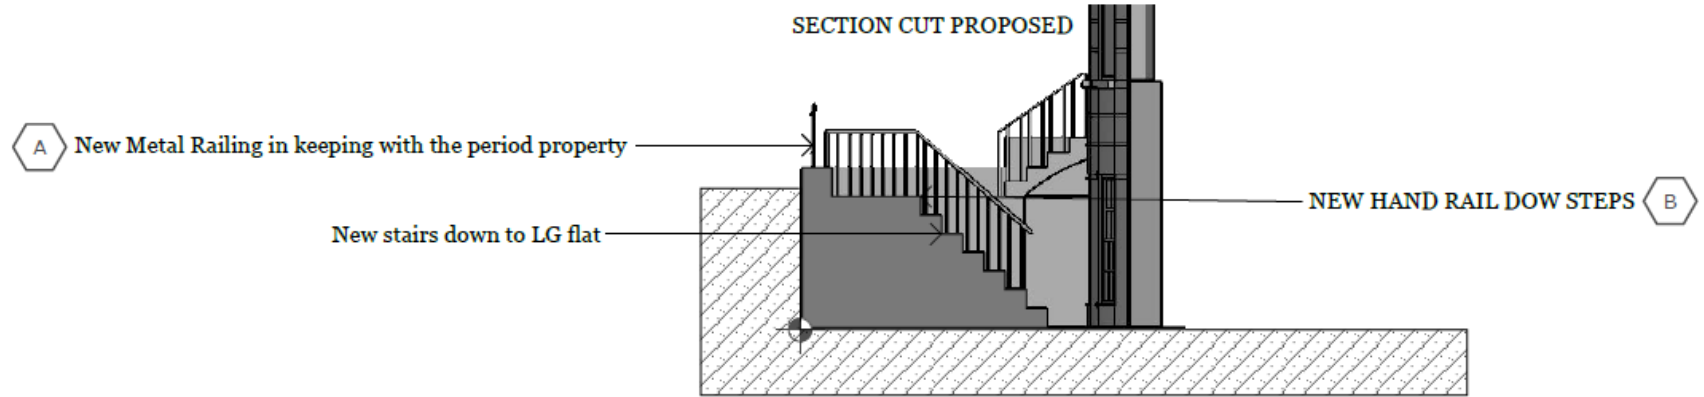 SECTION CUT PROPOSED
A New Metal Railing in keeping with the period property
NEW HAND RAIL DOW STEPS B
New stairs down to LG flat